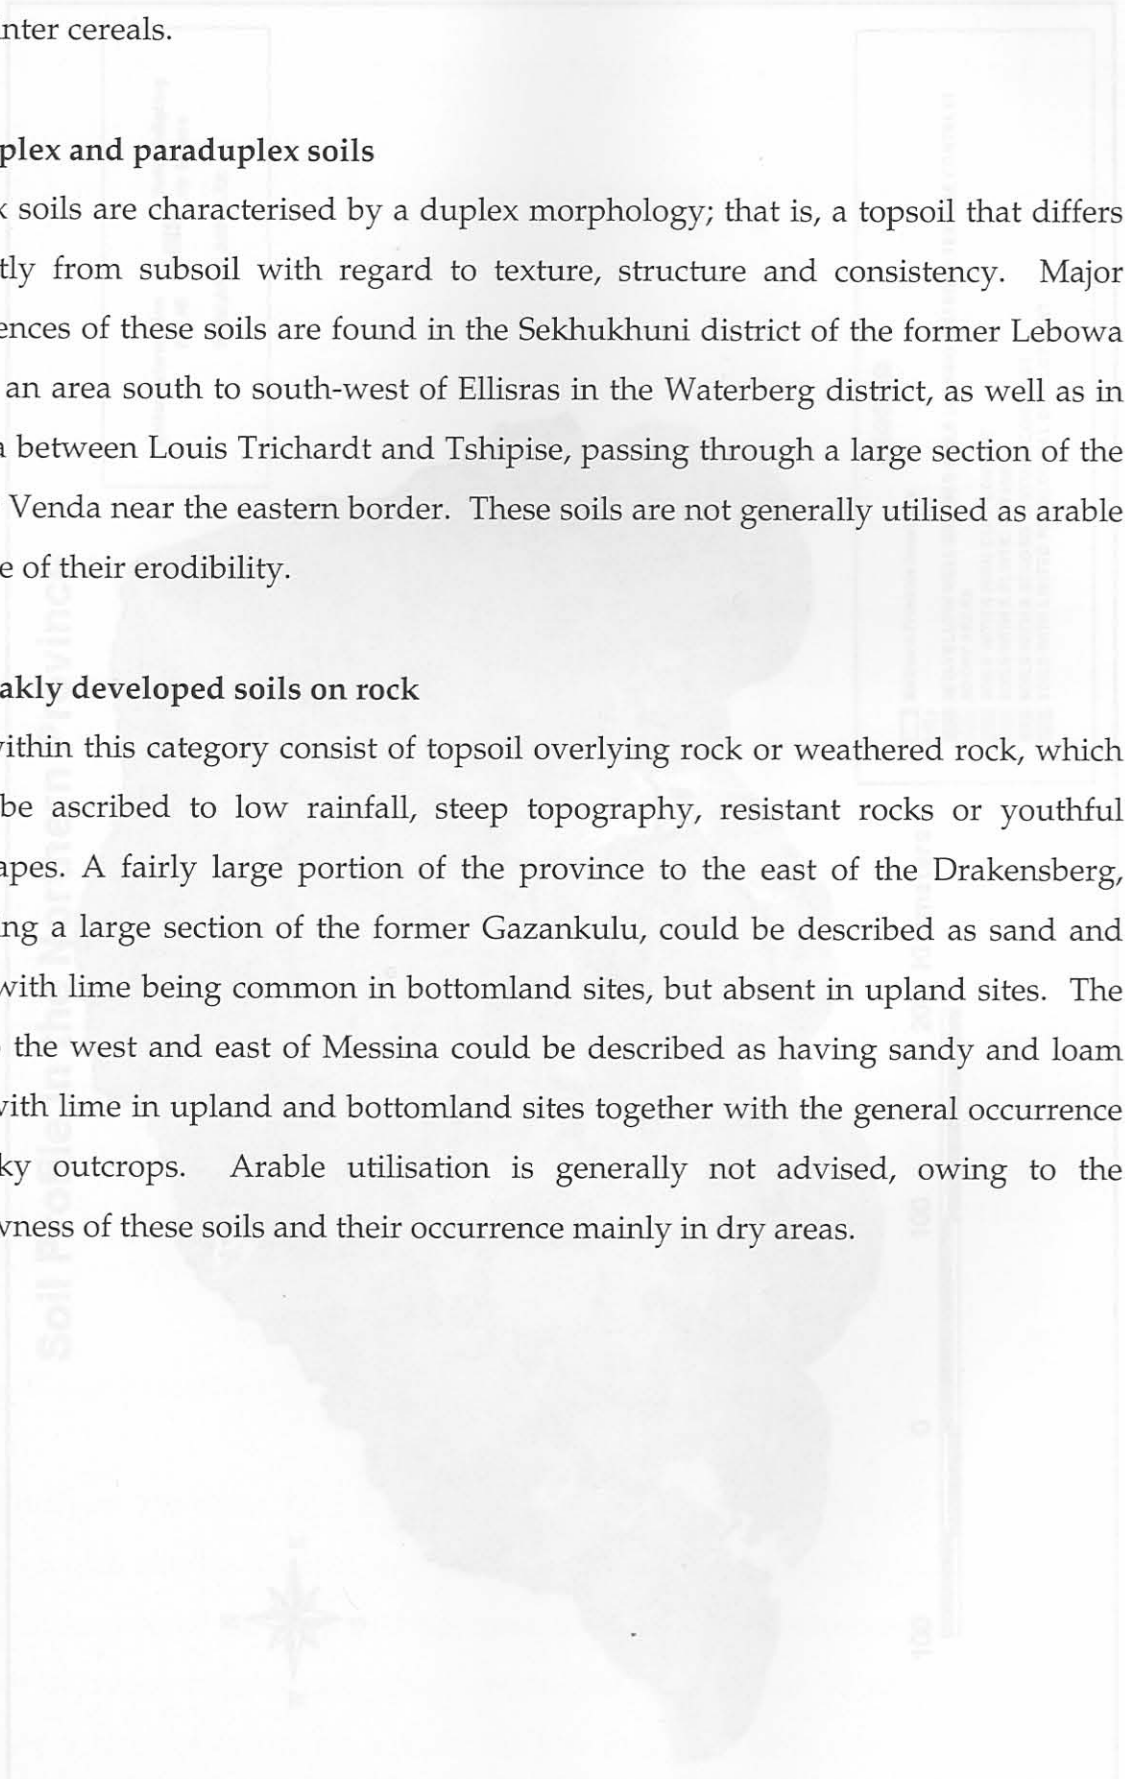 nter cereals.
plex and paraduplex soils
x soils are characterised by a duplex morphology; that is, a topsoil that differs
tly from subsoil with regard to texture, structure and consistency. Major
ences of these soils are found in the Sekhukhuni district of the former Lebowa
an area south to south-west of Ellisras in the Waterberg district, as well as in
a between Louis Trichardt and Tshipise, passing through a large section of the
Venda near the eastern border. These soils are not generally utilised as arable
e of their erodibility.
akly developed soils on rock
vithin this category consist of topsoil overlying rock or weathered rock, which
be ascribed to low rainfall, steep topography, resistant rocks or youthful
apes. A fairly large portion of the province to the east of the Drakensberg,
ng a large section of the former Gazankulu, could be described as sand and
with lime being common in bottomland sites, but absent in upland sites. The
the west and east of Messina could be described as having sandy and loam
vith lime in upland and bottomland sites together with the general occurrence
ky outcrops. Arable utilisation is generally not advised, owing to the
wness of these soils and their occurrence mainly in dry areas.